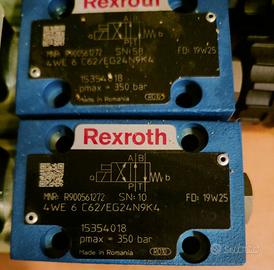 Rexroth
A B
P T
MNR: R900561272 SN: 58 FD: 19W25
4WE 6 C62/EG24N9K4
15354018
pmax = 350 bar
Made in Romania
Rexroth
A B
P T
MNR: R900561272 SN: 10 FD: 19W25
4WE 6 C62/EG24N9K4
15354018
pmax = 350 bar
Made in Romania
subito